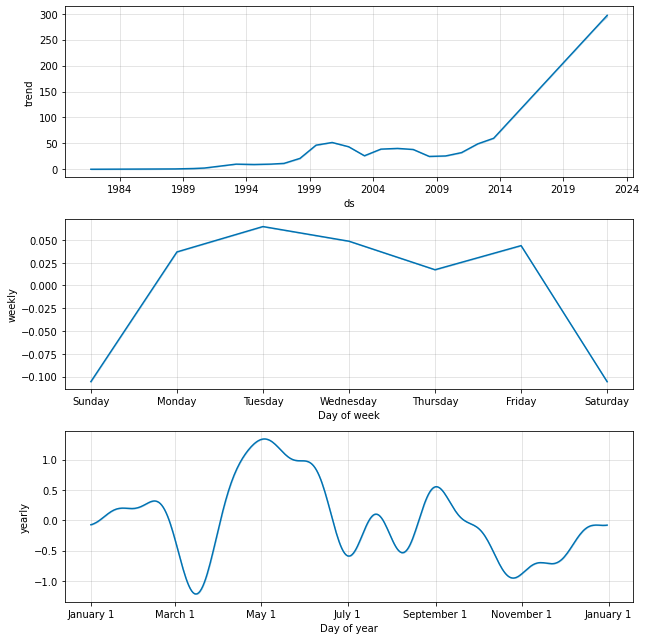 300
250
200
150
100
50
0
trend
1984 1989 1994 1999 2004 2009 2014 2019 2024
ds
0.050
0.025
0.000
−0.025
−0.050
−0.075
−0.100
weekly
Sunday Monday Tuesday Wednesday Thursday Friday Saturday
Day of week
1.0
0.5
0.0
−0.5
−1.0
yearly
January 1 March 1 May 1 July 1 September 1 November 1 January 1
Day of year